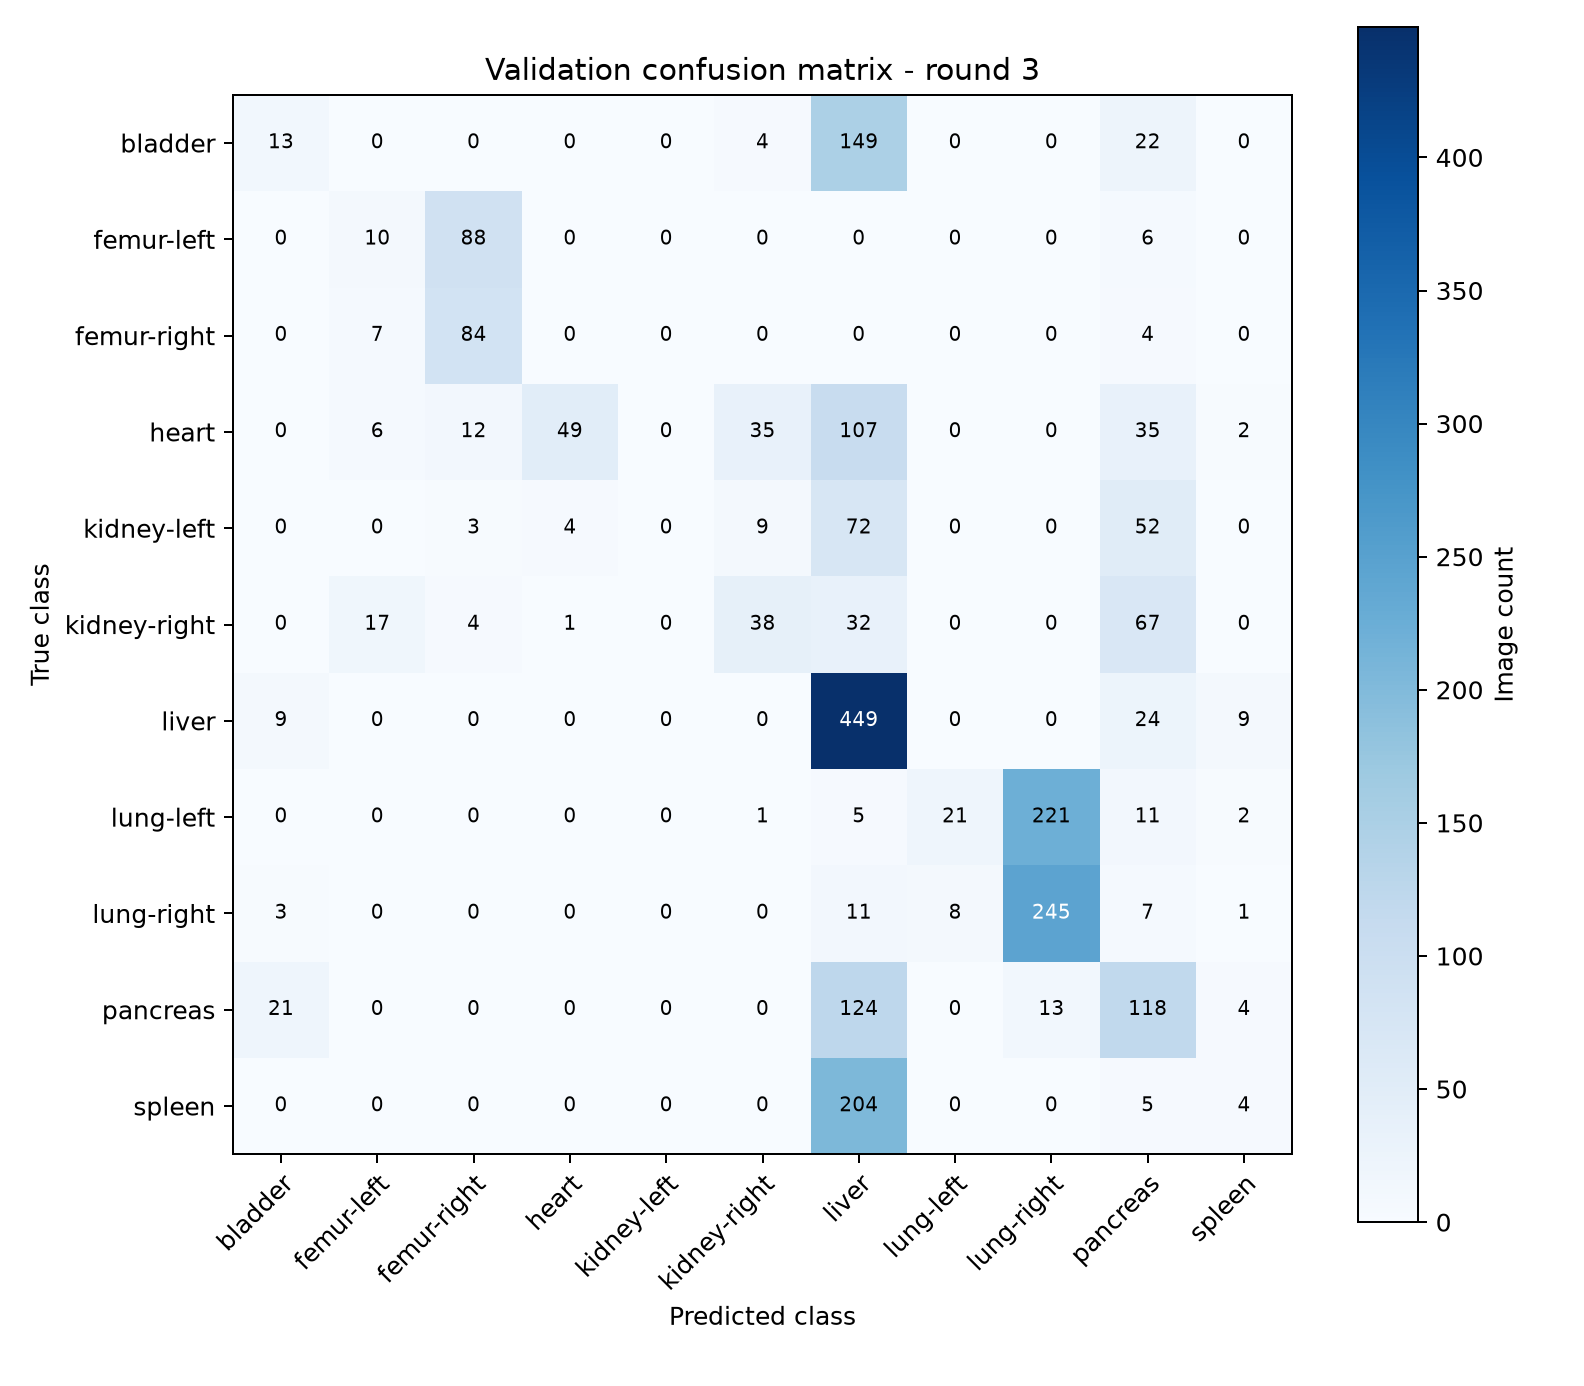 Validation confusion matrix - round 3
bladder 13 0 0 0 0 4 149 0 0 22 0
femur-left 0 10 88 0 0 0 0 0 0 6 0
femur-right 0 7 84 0 0 0 0 0 0 4 0
heart 0 6 12 49 0 35 107 0 0 35 2
kidney-left 0 0 3 4 0 9 72 0 0 52 0
kidney-right 0 17 4 1 0 38 32 0 0 67 0
liver 9 0 0 0 0 0 449 0 0 24 9
lung-left 0 0 0 0 0 1 5 21 221 11 2
lung-right 3 0 0 0 0 0 11 8 245 7 1
pancreas 21 0 0 0 0 0 124 0 13 118 4
spleen 0 0 0 0 0 0 204 0 0 5 4
bladder femur-left femur-right heart kidney-left kidney-right liver lung-left lung-right pancreas spleen
Predicted class
True class
400
350
300
250
200
150
100
50
0
Image count